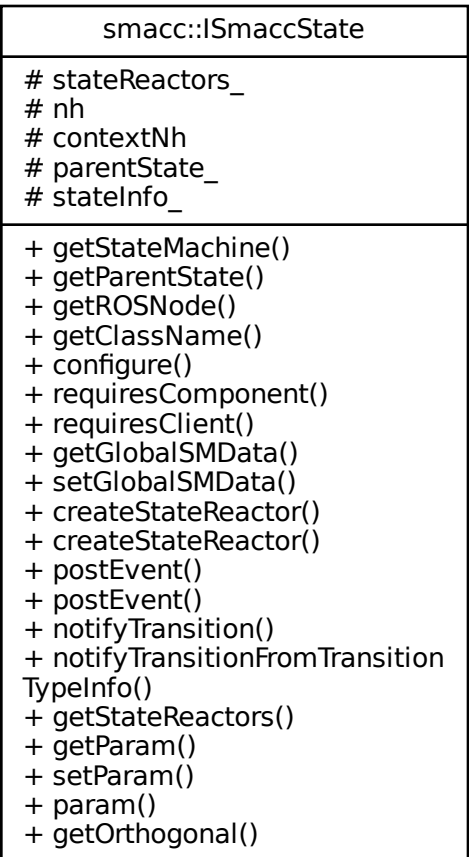 smacc::ISmaccState
# stateReactors_
# nh
# contextNh
# parentState_
# stateInfo_
+ getStateMachine()
+ getParentState()
+ getROSNode()
+ getClassName()
+ configure()
+ requiresComponent()
+ requiresClient()
+ getGlobalSMData()
+ setGlobalSMData()
+ createStateReactor()
+ createStateReactor()
+ postEvent()
+ postEvent()
+ notifyTransition()
+ notifyTransitionFromTransition
TypeInfo()
+ getStateReactors()
+ getParam()
+ setParam()
+ param()
+ getOrthogonal()